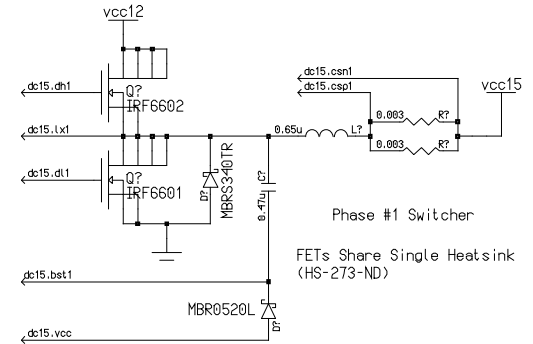 vcc12
dc15.csn1
dc15.csp1
vcc15
dc15.dh1
Q?
IRF6602
0.003
R?
dc15.lx1
0.65u
L?
0.003
R?
dc15.dl1
Q?
IRF6601
D?
MBRS340TR
0.47u
C?
Phase #1 Switcher
FETs Share Single Heatsink
(HS-273-ND)
dc15.bst1
MBR0520L
D?
dc15.vcc